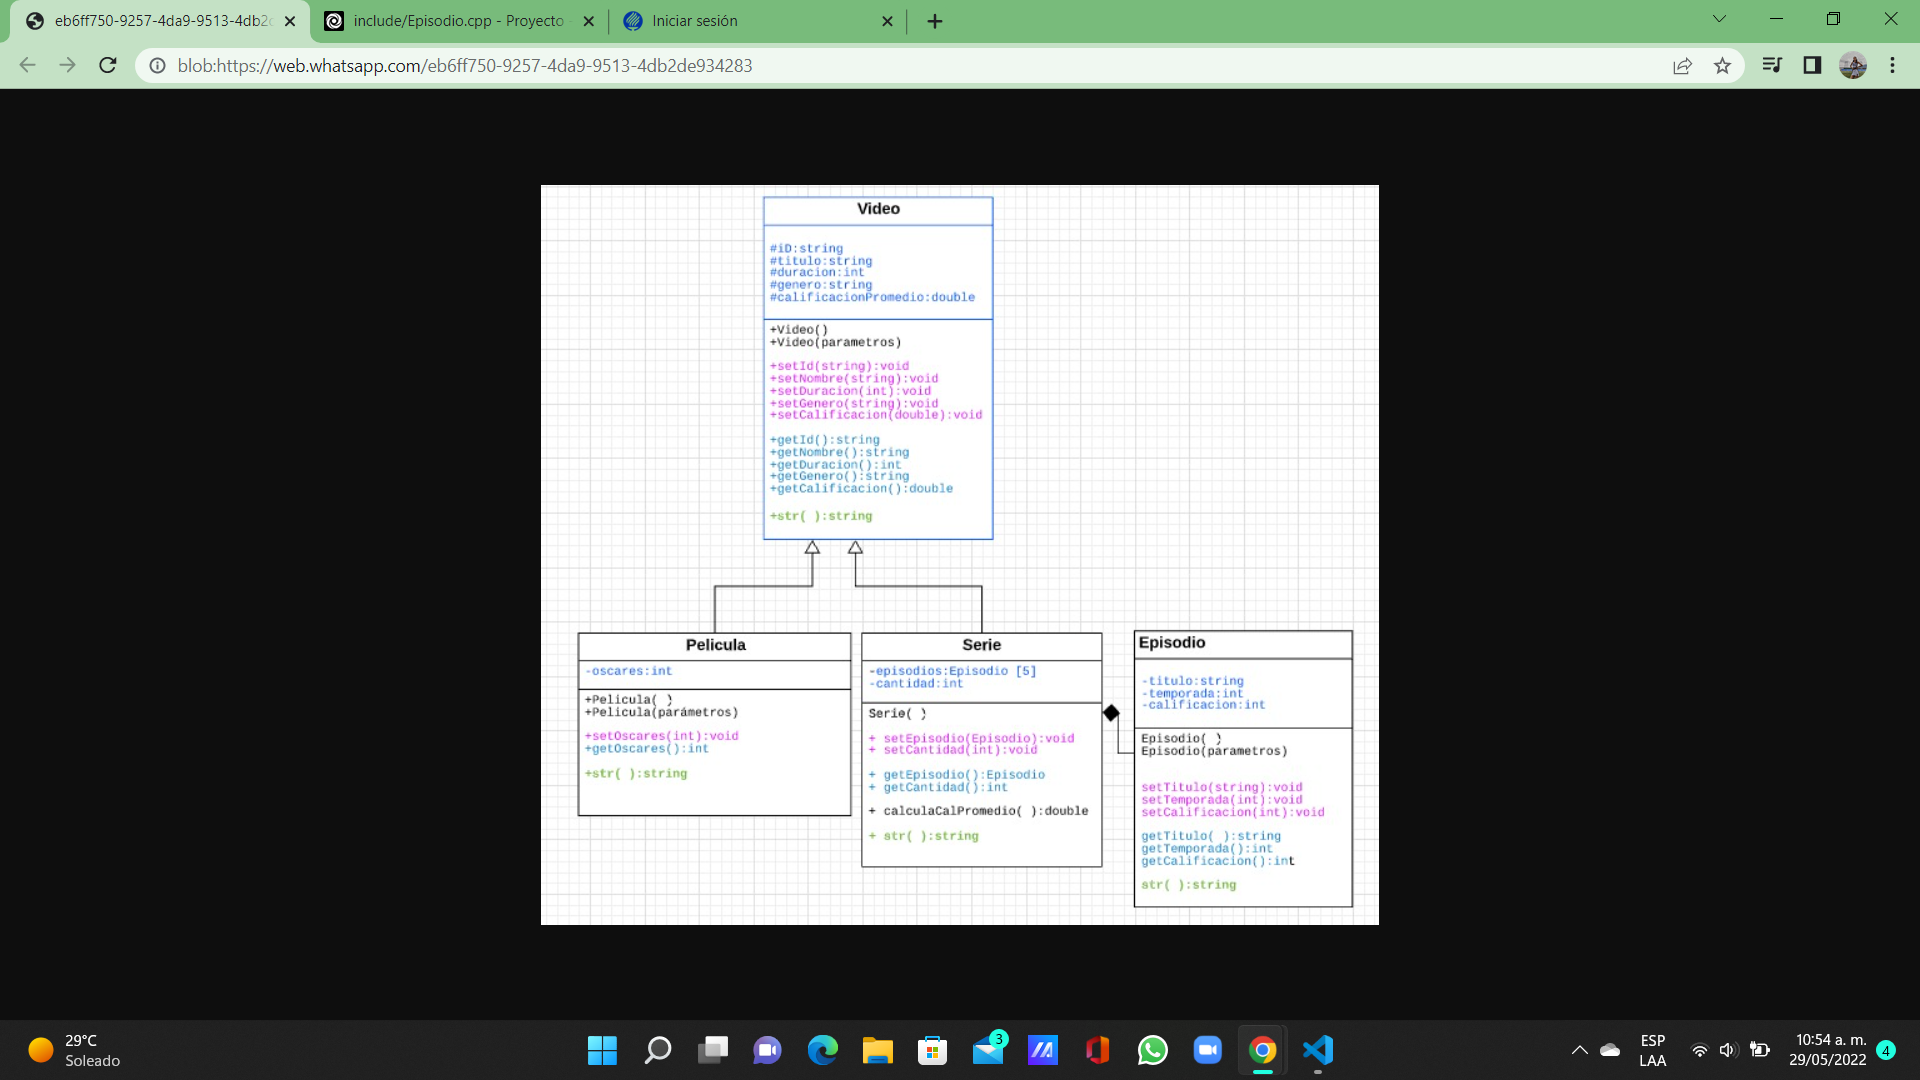 eb6ff750-9257-4da9-9513-4db2d
include/Episodio.cpp - Proyecto
Iniciar sesión
blob:https://web.whatsapp.com/eb6ff750-9257-4da9-9513-4db2de934283
Video
#iD:string
#titulo:string
#duracion:int
#genero:string
#calificacionPromedio:double
+Video()
+Video(parametros)
+setId(string):void
+setNombre(string):void
+setDuracion(int):void
+setGenero(string):void
+setCalificacion(double):void
+getId():string
+getNombre():string
+getDuracion():int
+getGenero():string
+getCalificacion():double
+str( ):string
Pelicula
-oscares:int
+Pelicula( )
+Pelicula(parámetros)
+setOscares(int):void
+getOscares():int
+str( ):string
Serie
-episodios:Episodio [5]
-cantidad:int
Serie( )
+ setEpisodio(Episodio):void
+ setCantidad(int):void
+ getEpisodio():Episodio
+ getCantidad():int
+ calculaCalPromedio( ):double
+ str( ):string
Episodio
-titulo:string
-temporada:int
-calificacion:int
Episodio( )
Episodio(parametros)
setTitulo(string):void
setTemporada(int):void
setCalificacion(int):void
getTitulo( ):string
getTemporada():int
getCalificacion():int
str( ):string
29°C
Soleado
3
ESP
LAA
10:54 a. m.
29/05/2022
4